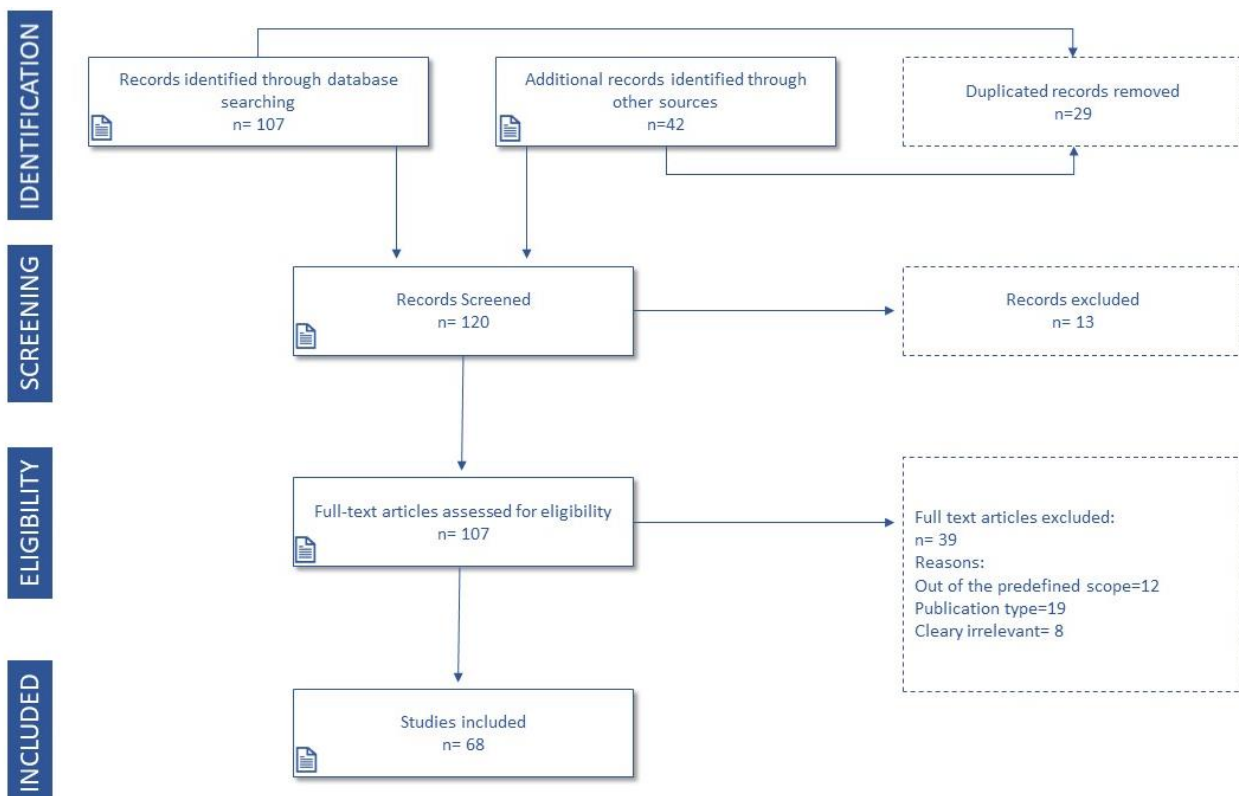 IDENTIFICATION
Records identified through database
searching
n= 107
Additional records identified through
other sources
n=42
Duplicated records removed
n=29
SCREENING
Records Screened
n= 120
Records excluded
n= 13
ELIGIBILITY
Full-text articles assessed for eligibility
n= 107
Full text articles excluded:
n= 39
Reasons:
Out of the predefined scope=12
Publication type=19
Cleary irrelevant= 8
INCLUDED
Studies included
n= 68